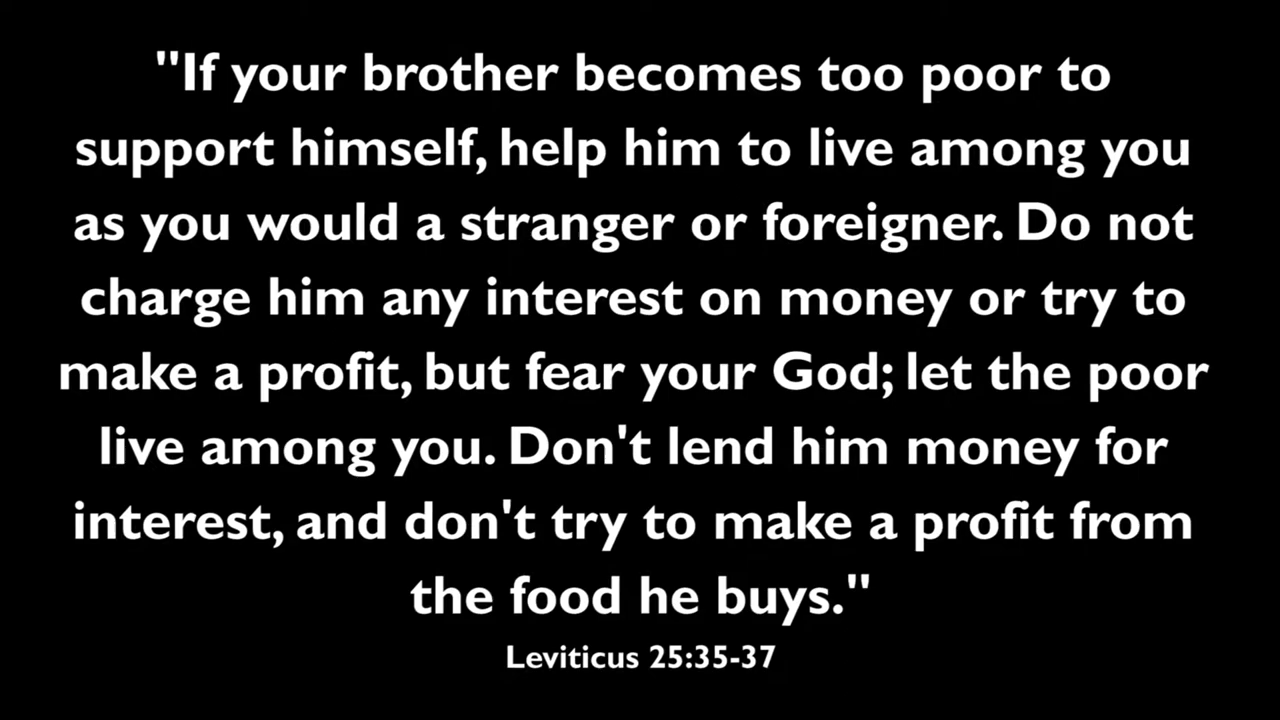 "If your brother becomes too poor to
support himself, help him to live among you
as you would a stranger or foreigner. Do not
charge him any interest on money or try to
make a profit, but fear your God; let the poor
live among you. Don't lend him money for
interest, and don't try to make a profit from
the food he buys."
Leviticus 25:35-37